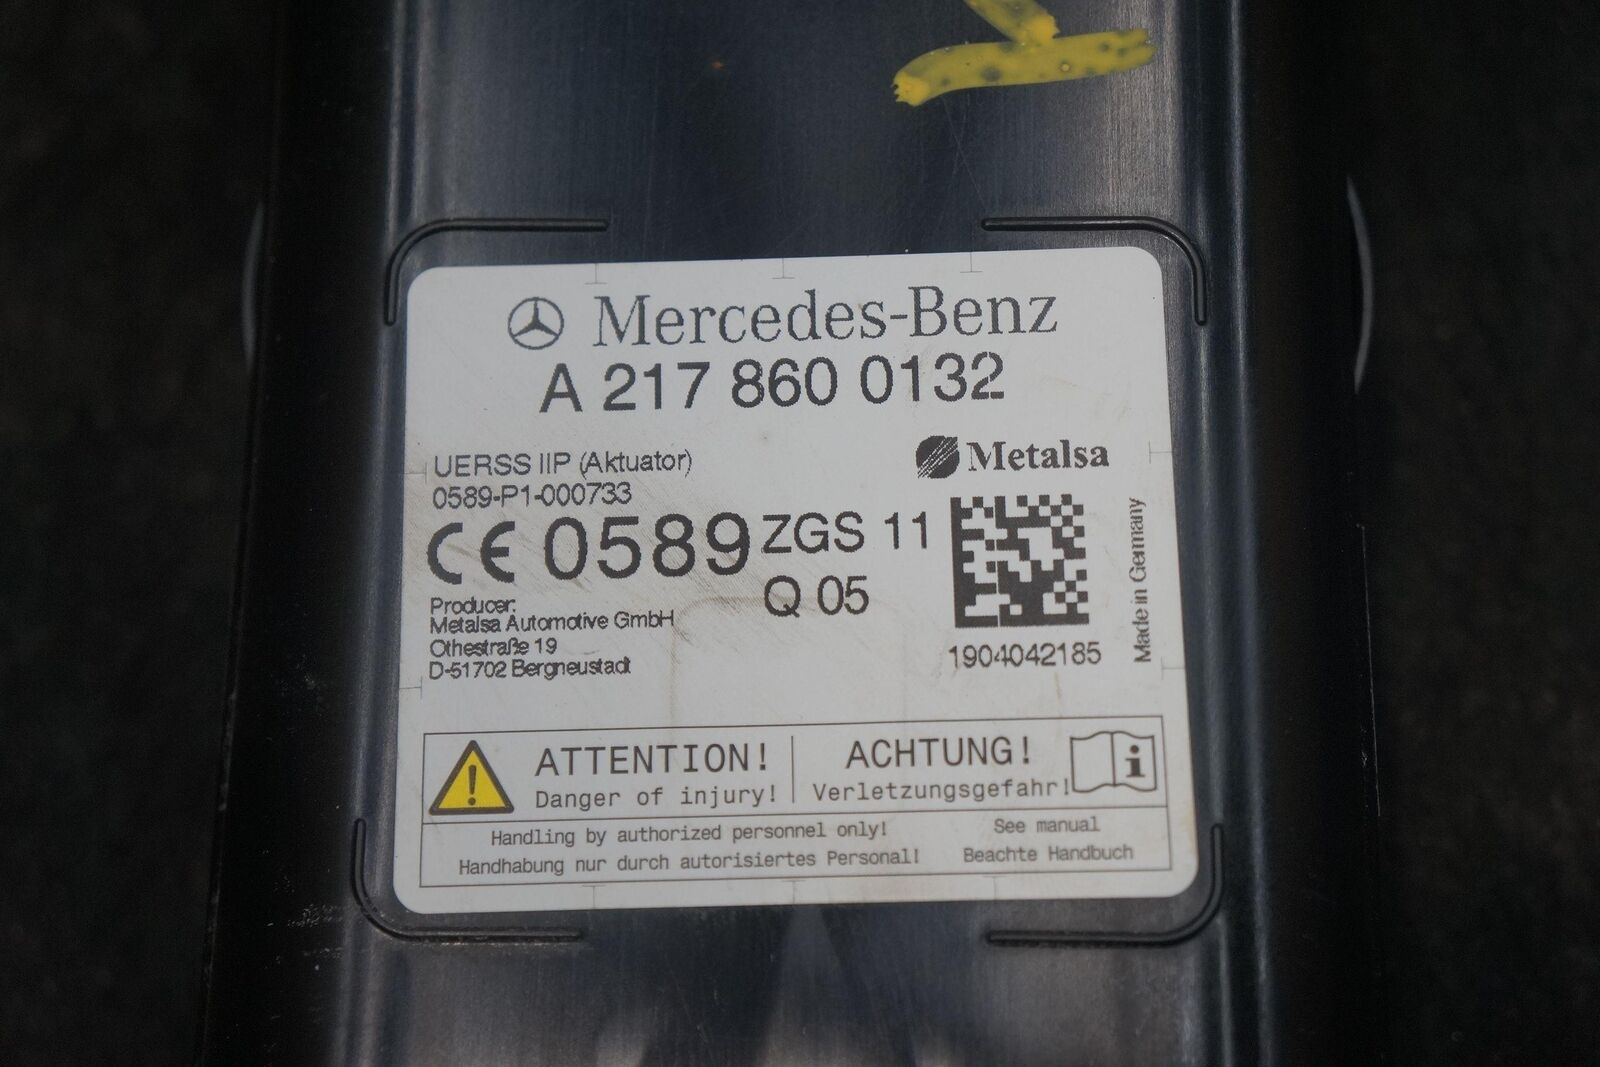 Mercedes-Benz
A 217 860 0132
UERSS IIP (Aktuator)
0589-P1-000733
Metalsa
CE 0589 ZGS 11
Q 05
Producer:
Metalsa Automotive GmbH
Othestraße 19
D-51702 Bergneustadt
1904042185
Made in Germany
ATTENTION!
Danger of injury!
ACHTUNG!
Verletzungsgefahr!
i
Handling by authorized personnel only!
Handhabung nur durch autorisiertes Personal!
See manual
Beachte Handbuch